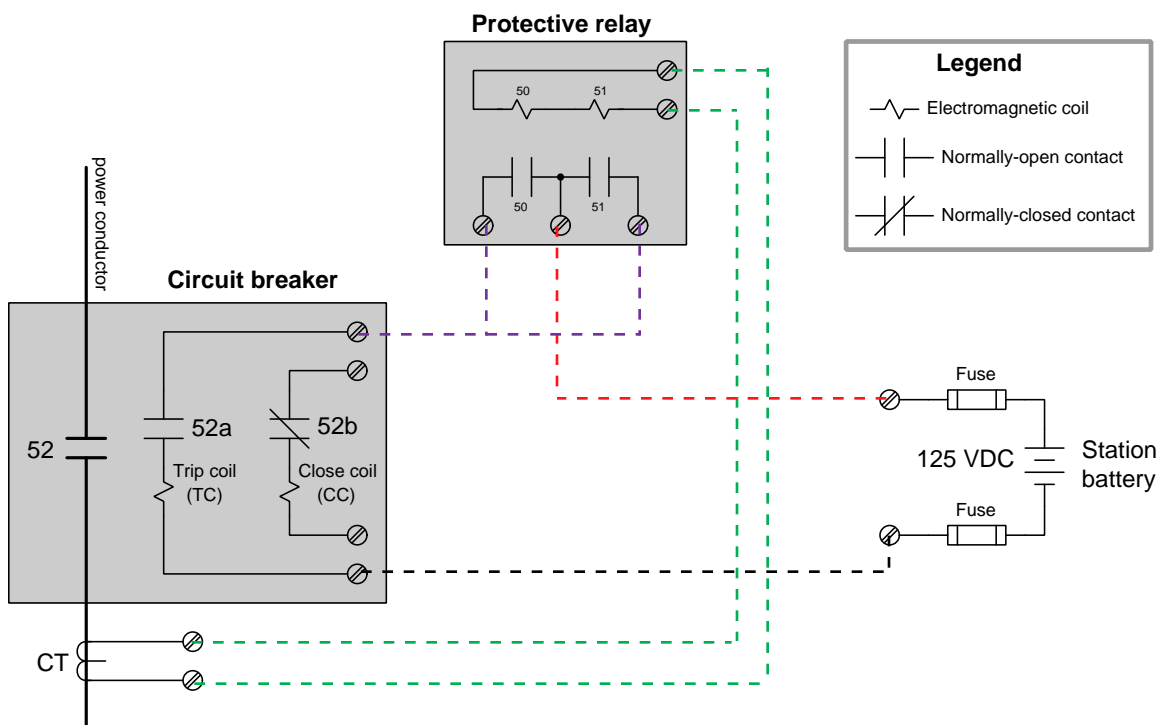 Protective relay
50
51
50
51
Legend
Electromagnetic coil
Normally-open contact
Normally-closed contact
power conductor
Circuit breaker
52
52a
52b
Trip coil
(TC)
Close coil
(CC)
CT
Fuse
125 VDC
Station
battery
Fuse